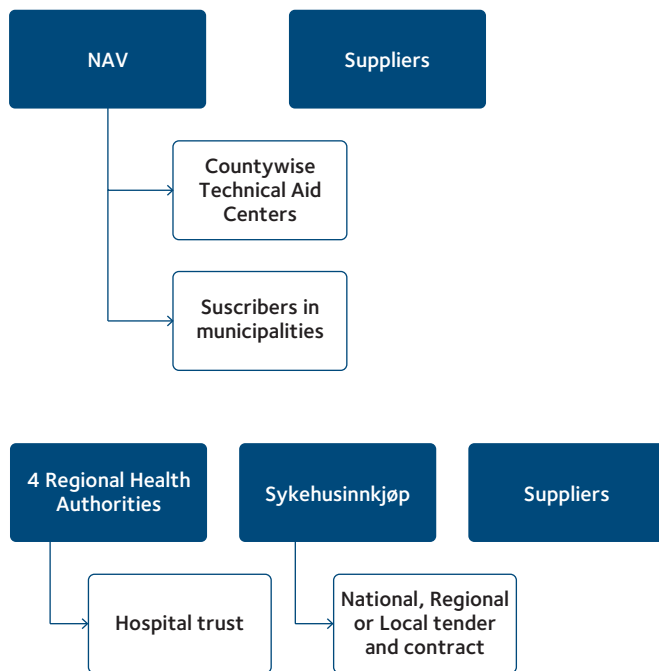 NAV
Suppliers
Countywise
Technical Aid
Centers
Suscribers in
municipalities
4 Regional Health
Authorities
Sykehusinnkjøp
Suppliers
Hospital trust
National, Regional
or Local tender
and contract